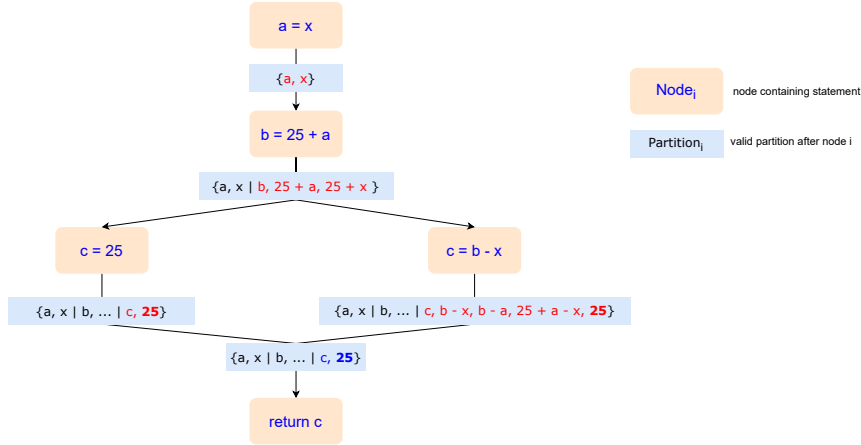 a = x
{a, x}
b = 25 + a
{a, x | b, 25 + a, 25 + x }
c = 25
c = b - x
{a, x | b, ... | c, 25}
{a, x | b, ... | c, b - x, b - a, 25 + a - x, 25}
{a, x | b, ... | c, 25}
return c
Nodei
node containing statement
Partitioni
valid partition after node i